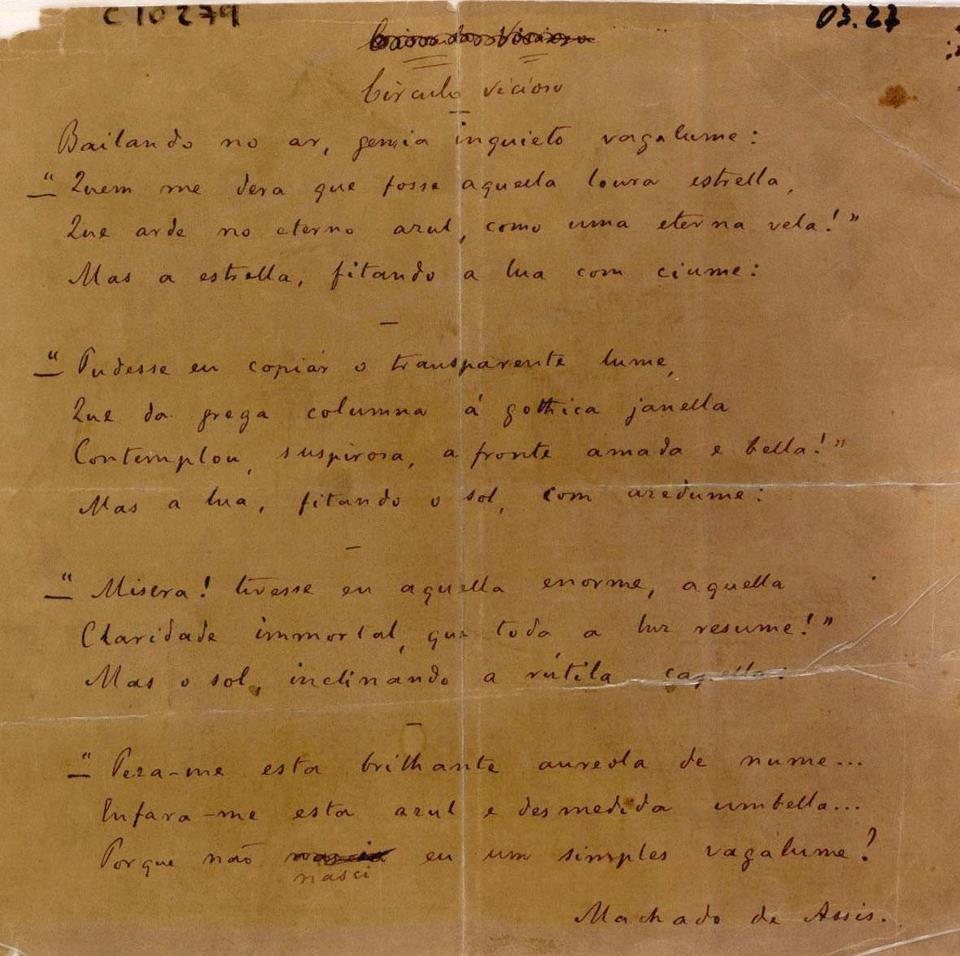 C 10279
03.27
Circulo vicioso
Bailando no ar, gemia inquieto vagalume:
— "Quem me dera que fosse aquella loura estrella,
Que arde no eterno azul, como uma eterna vela!"
Mas a estrella, fitando a lua com ciume:
— "Pudesse eu copiar o transparente lume,
Que da grega columna á gothica janella
Contemplou, suspirosa, a fronte amada e bella!"
Mas a lua, fitando o sol, com azedume:
— "Misera! tivesse eu aquella enorme, aquella
Claridade immortal, que toda a luz resume!"
Mas o sol, inclinando a rútila capella:
— "Peza-me esta brilhante aureola de nume...
Enfara-me esta azul e desmedida umbella...
Porque não nasci eu um simples vagalume?
Machado de Assis.